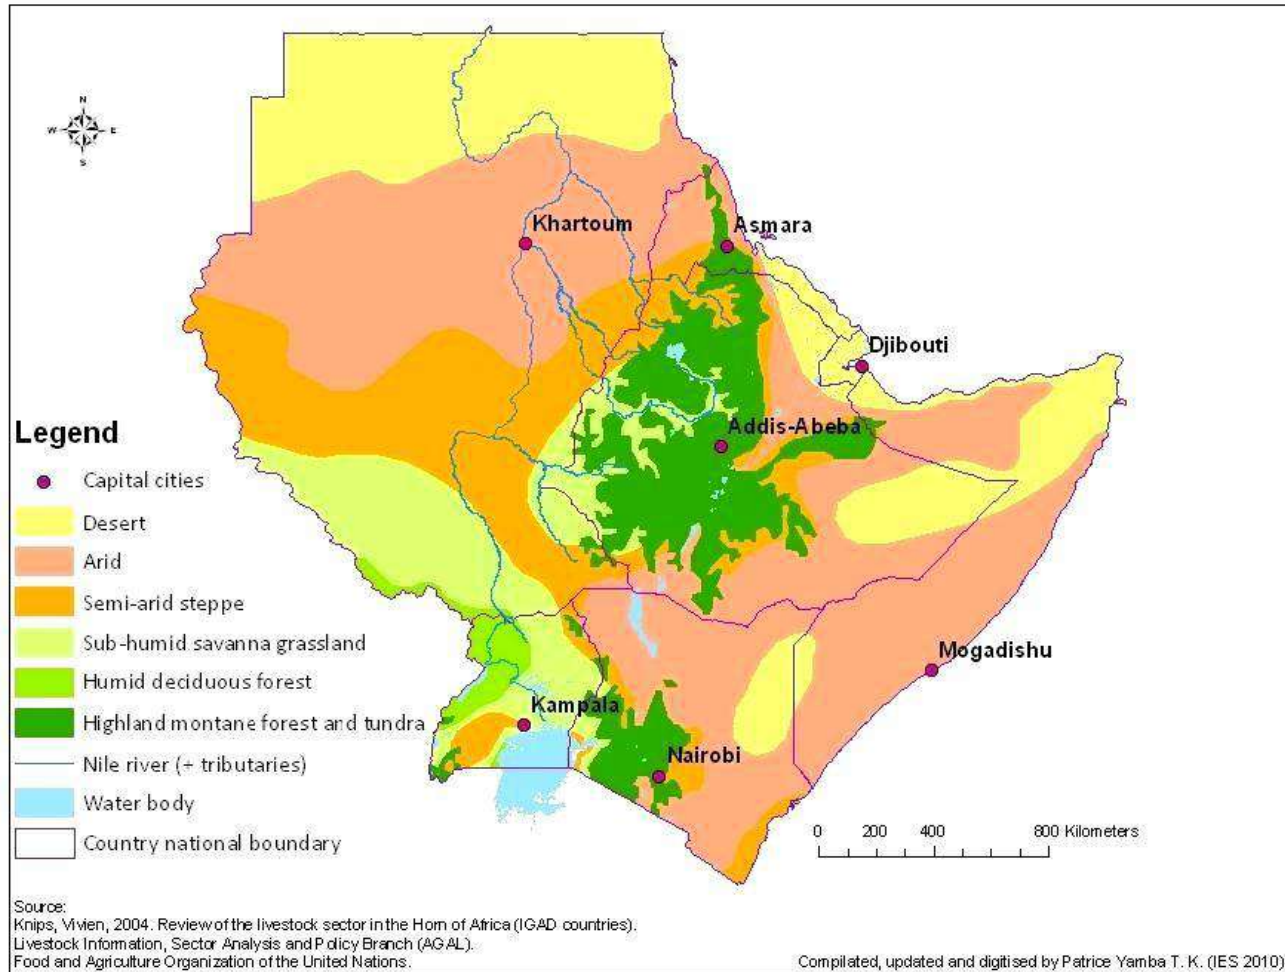 N
W E
S
Khartoum
Asmara
Djibouti
Addis-Abeba
Mogadishu
Kampala
Nairobi
Legend
Capital cities
Desert
Arid
Semi-arid steppe
Sub-humid savanna grassland
Humid deciduous forest
Highland montane forest and tundra
Nile river (+ tributaries)
Water body
Country national boundary
0 200 400 800 Kilometers
Source:
Knips, Vivien, 2004. Review of the livestock sector in the Horn of Africa (IGAD countries).
Livestock Information, Sector Analysis and Policy Branch (AGAL).
Food and Agriculture Organization of the United Nations.
Compilated, updated and digitised by Patrice Yamba T. K. (IES 2010)